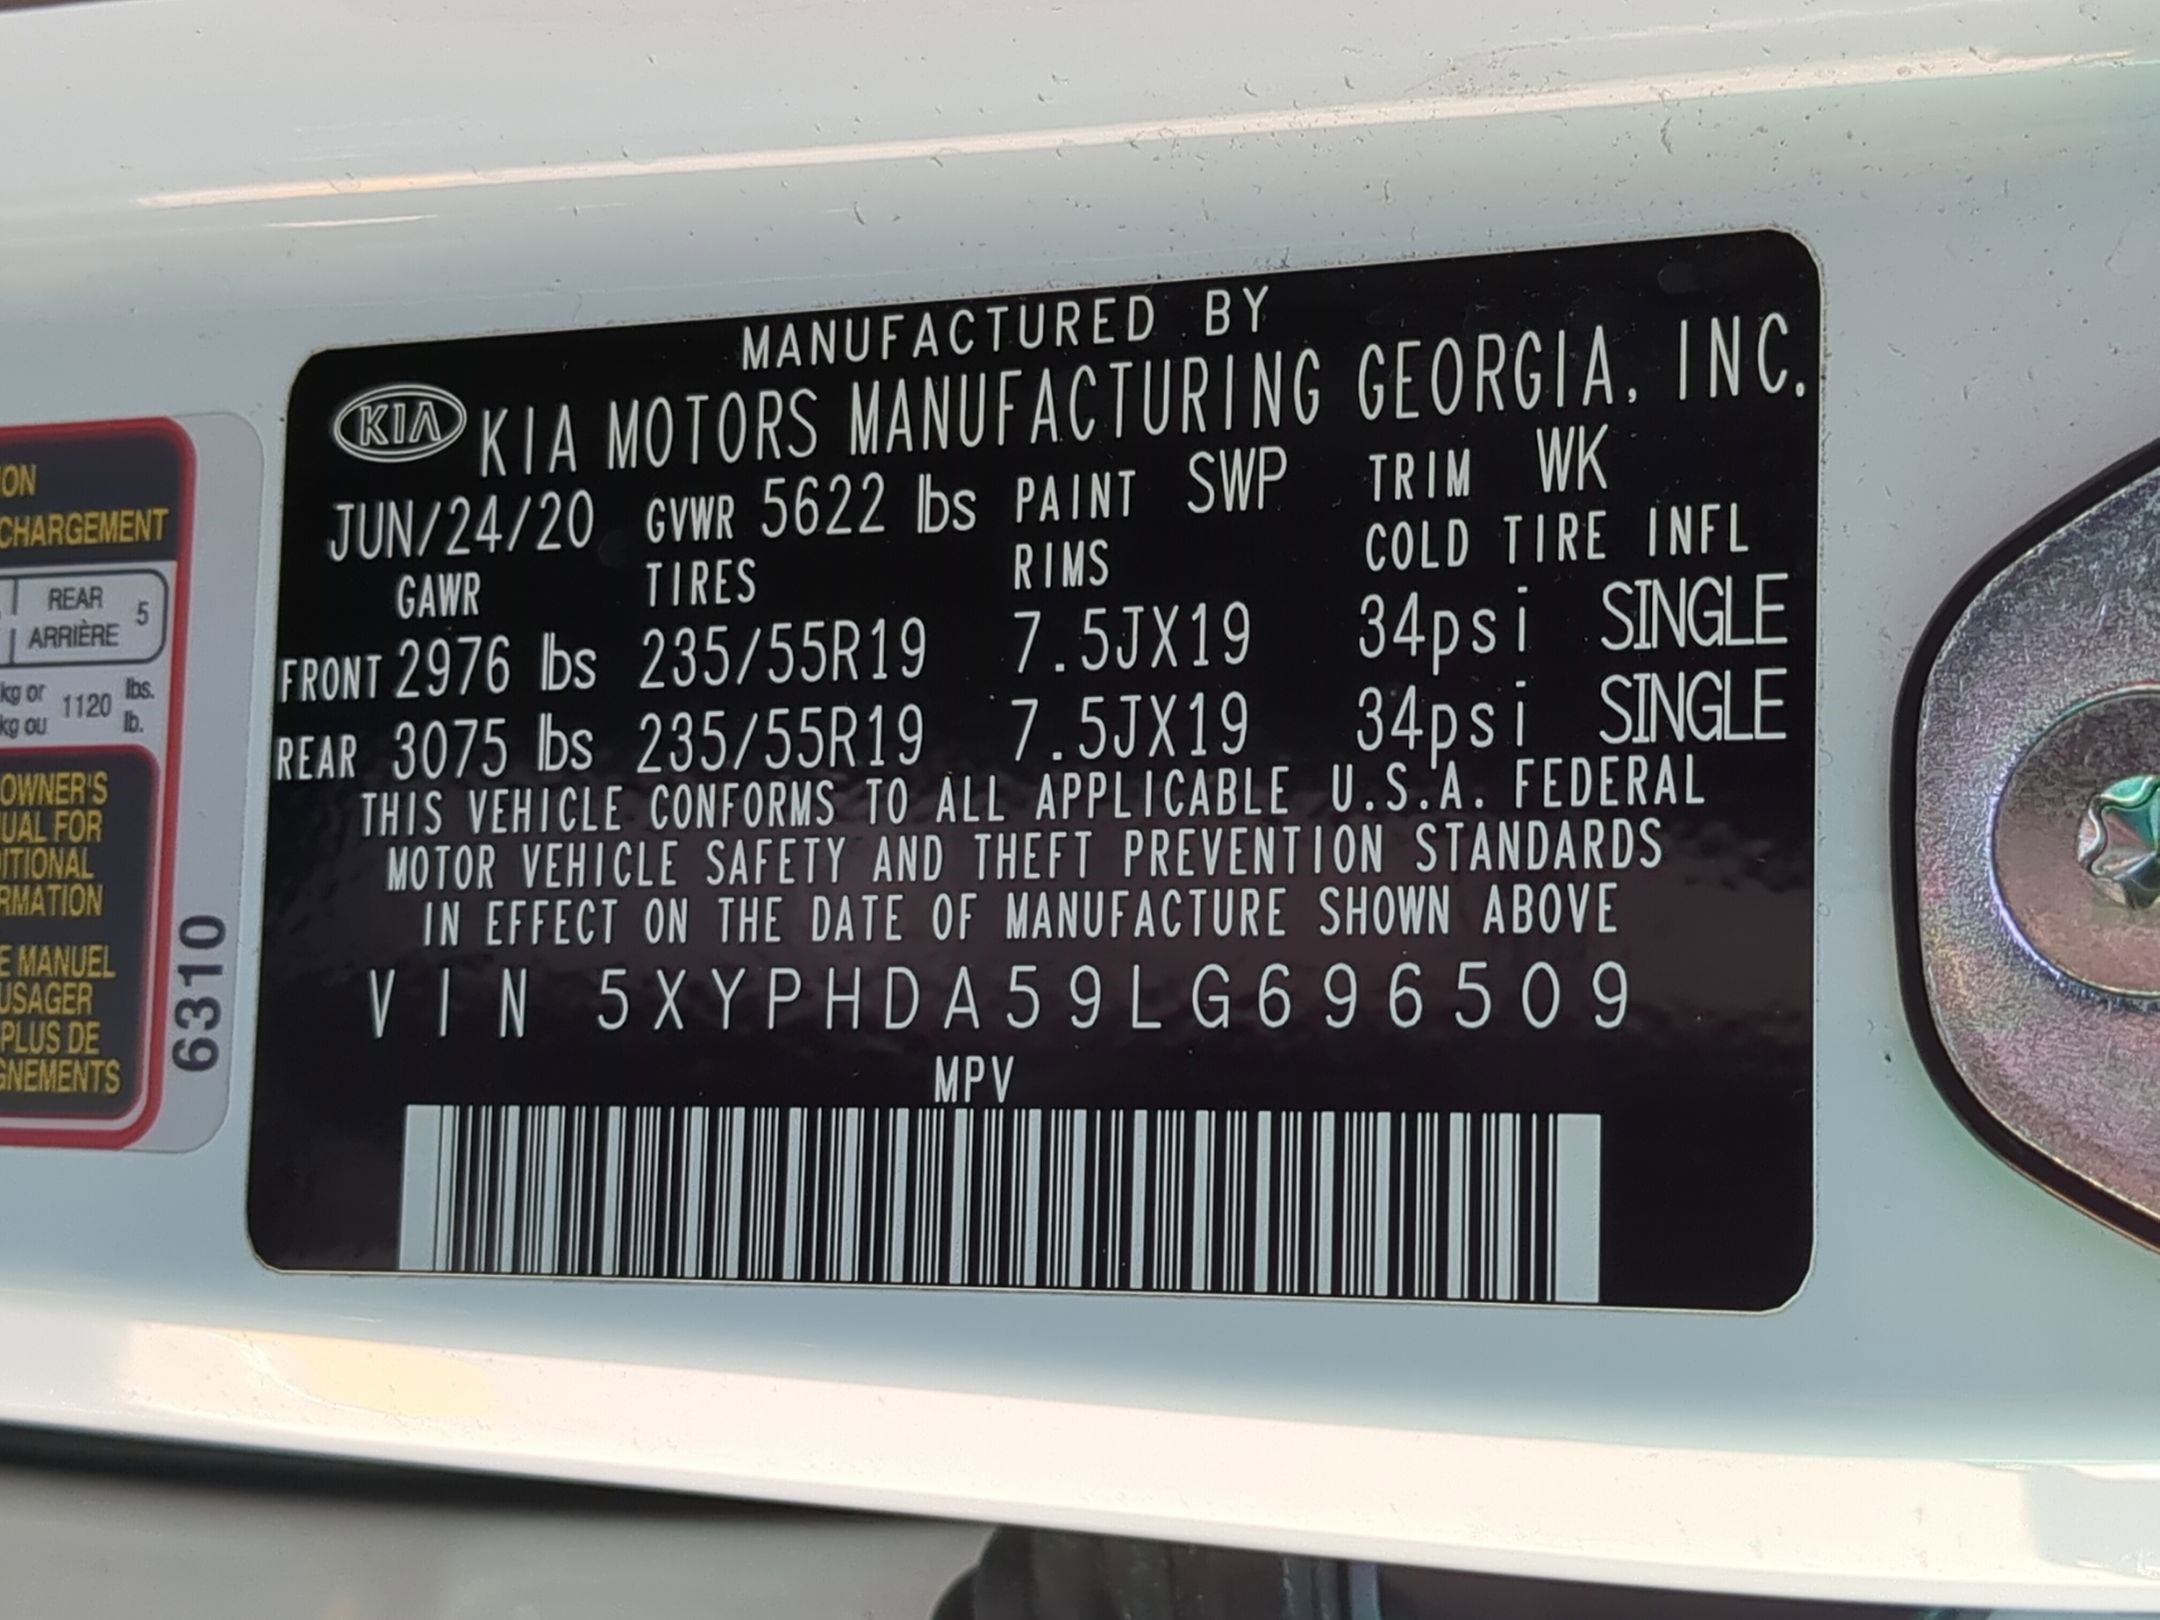 MANUFACTURED BY
KIA KIA MOTORS MANUFACTURING GEORGIA, INC.
JUN/24/20 GVWR 5622 lbs PAINT SWP TRIM WK
GAWR TIRES RIMS COLD TIRE INFL
FRONT 2976 lbs 235/55R19 7.5JX19 34psi SINGLE
REAR 3075 lbs 235/55R19 7.5JX19 34psi SINGLE
THIS VEHICLE CONFORMS TO ALL APPLICABLE U.S.A. FEDERAL
MOTOR VEHICLE SAFETY AND THEFT PREVENTION STANDARDS
IN EFFECT ON THE DATE OF MANUFACTURE SHOWN ABOVE
VIN 5XYPHDA59LG696509
MPV
ION
CHARGEMENT
REAR 5
ARRIÈRE
kg or 1120 lbs.
kg ou lb.
OWNER'S
UAL FOR
ITIONAL
RMATION
E MANUEL
USAGER
PLUS DE
GNEMENTS
6310